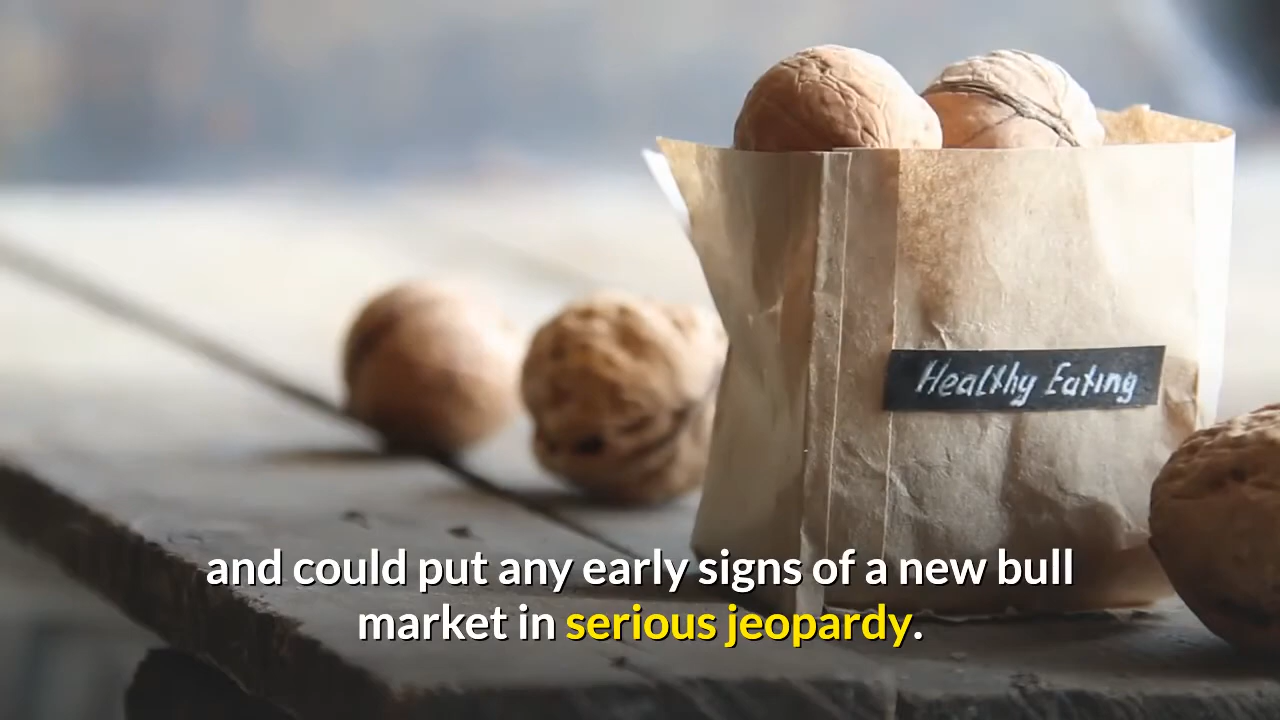 Healthy Eating
and could put any early signs of a new bull
market in serious jeopardy.